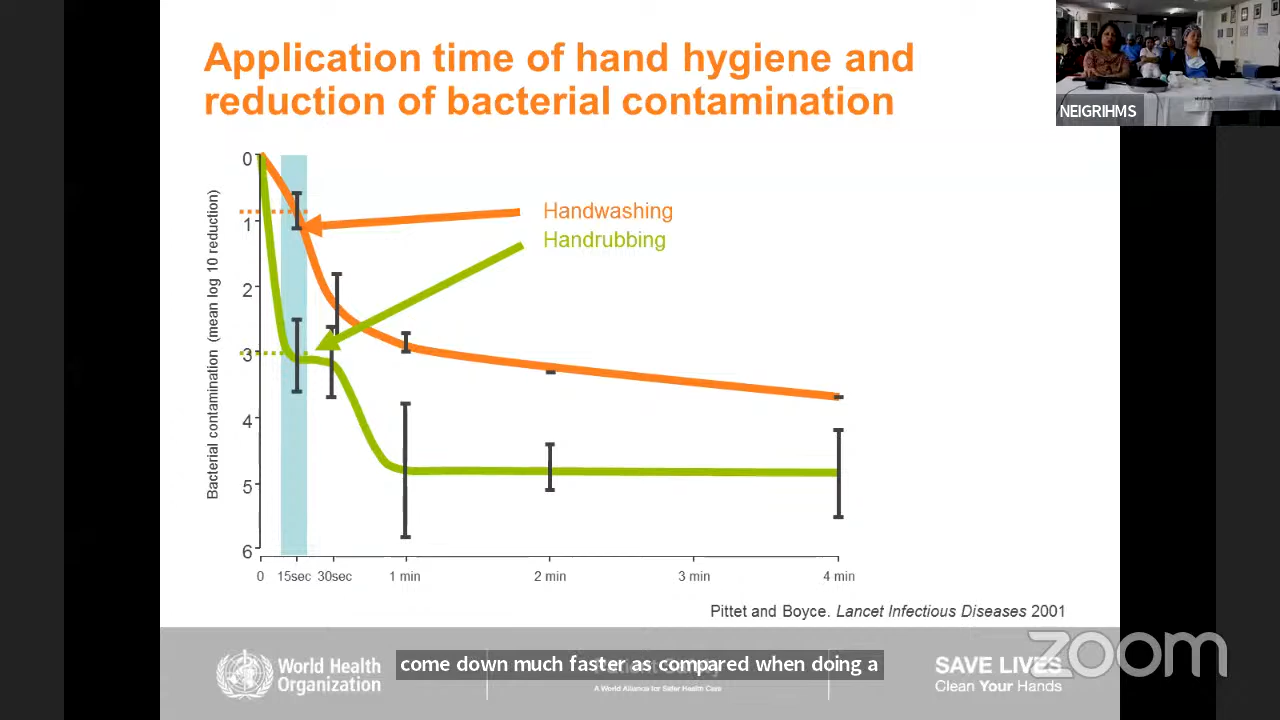 Application time of hand hygiene and
reduction of bacterial contamination
NEIGRIHMS
Bacterial contamination (mean log 10 reduction)
0
1
2
3
4
5
6
Handwashing
Handrubbing
0 15sec 30sec 1 min 2 min 3 min 4 min
Pittet and Boyce. Lancet Infectious Diseases 2001
zoom
World Health
Organization
come down much faster as compared when doing a
A World Alliance for Safer Health Care
SAVE LIVES
Clean Your Hands